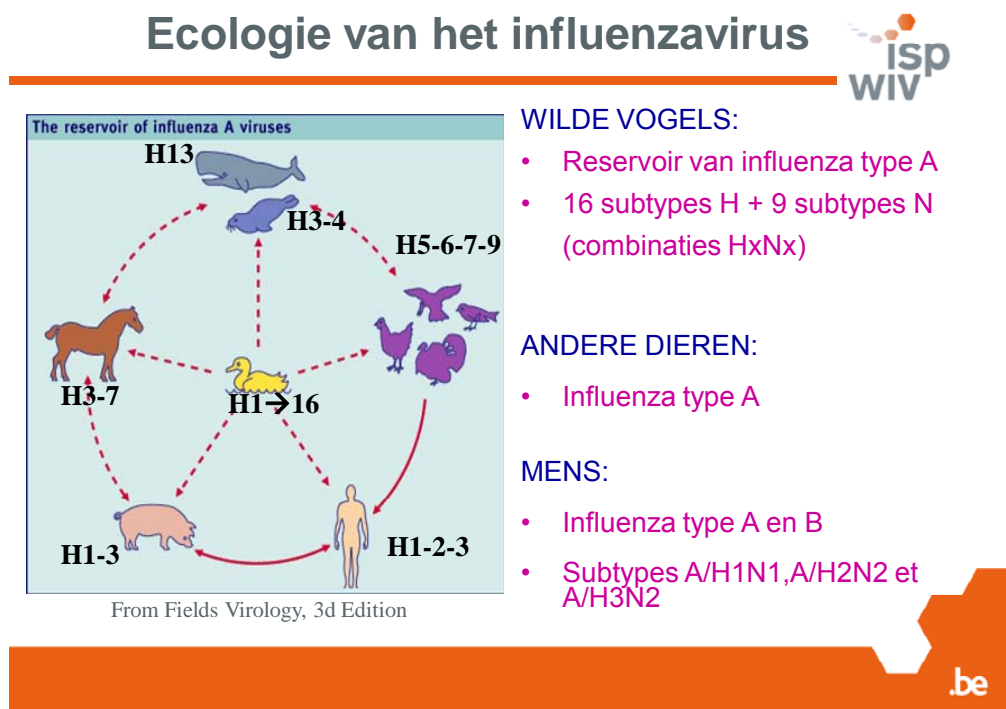 Ecologie van het influenzavirus
isp
WIV
The reservoir of influenza A viruses
H13
H3-4
H5-6-7-9
H3-7
H1→16
H1-3
H1-2-3
From Fields Virology, 3d Edition
WILDE VOGELS:
• Reservoir van influenza type A
• 16 subtypes H + 9 subtypes N
(combinaties HxNx)
ANDERE DIEREN:
• Influenza type A
MENS:
• Influenza type A en B
• Subtypes A/H1N1,A/H2N2 et
A/H3N2
.be